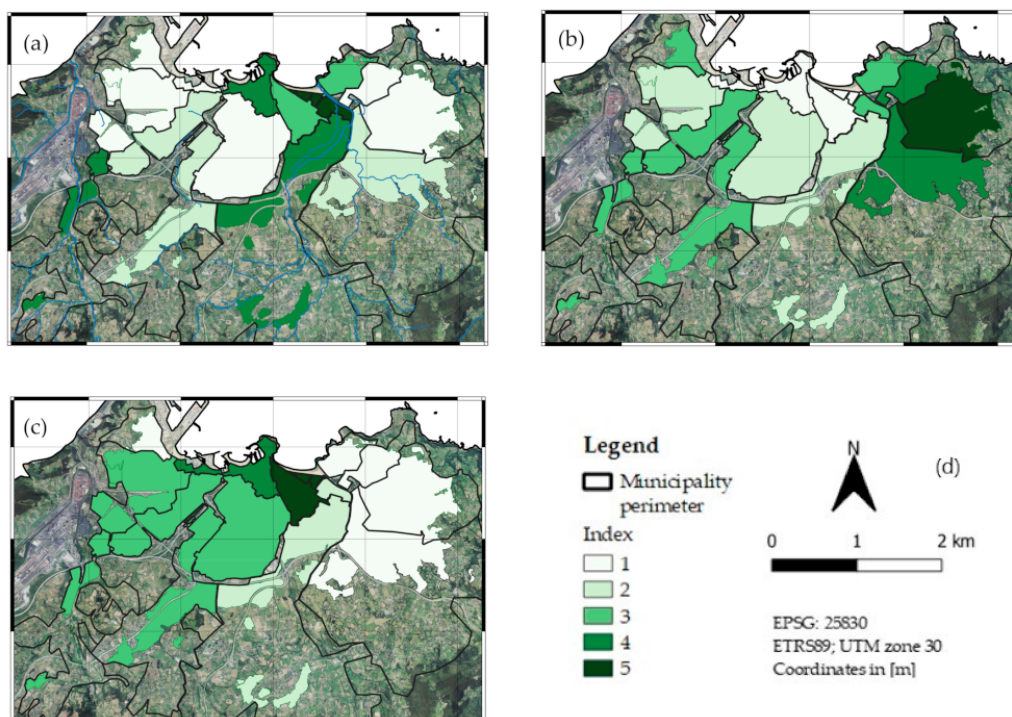 (a)
(b)
(c)
Legend
Municipality
perimeter
Index
1
2
3
4
5
N
(d)
0 1 2 km
EPSG: 25830
ETRS89; UTM zone 30
Coordinates in [m]